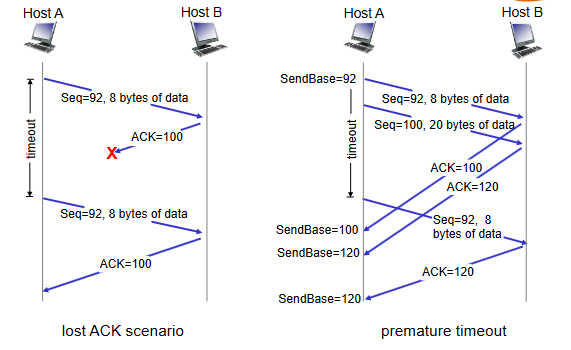 Host A
Host B
timeout
Seq=92, 8 bytes of data
ACK=100
X
Seq=92, 8 bytes of data
ACK=100
lost ACK scenario
Host A
Host B
SendBase=92
timeout
Seq=92, 8 bytes of data
Seq=100, 20 bytes of data
ACK=100
ACK=120
Seq=92, 8
bytes of data
SendBase=100
SendBase=120
ACK=120
SendBase=120
premature timeout